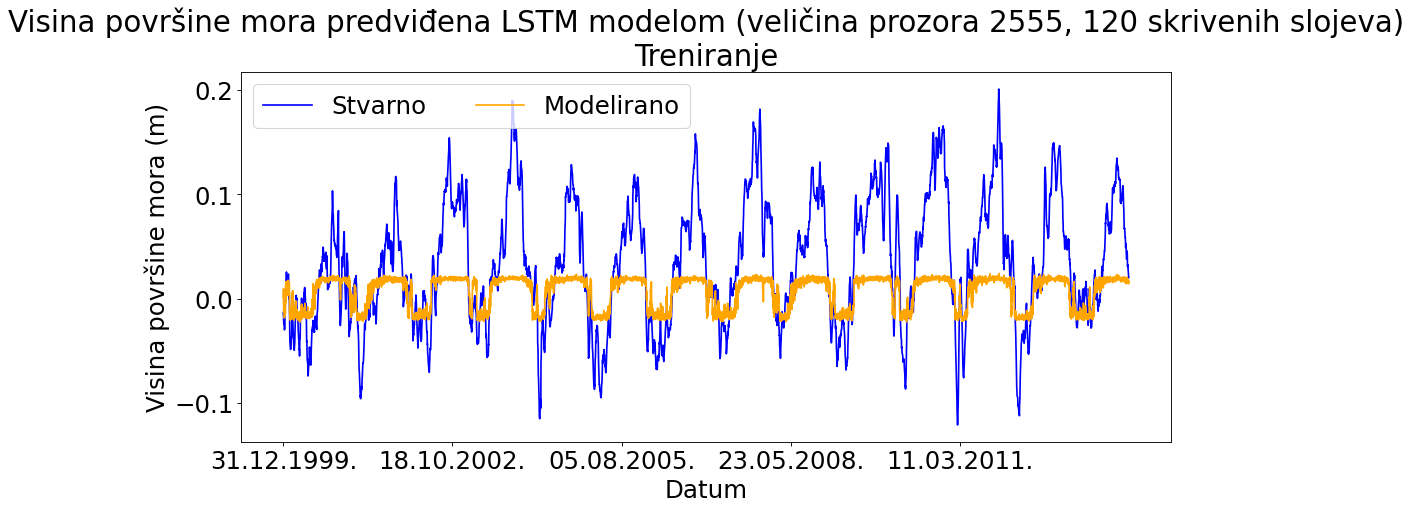 Visina površine mora predviđena LSTM modelom (veličina prozora 2555, 120 skrivenih slojeva)
Treniranje
Stvarno Modelirano
Visina površine mora (m)
0.2
0.1
0.0
−0.1
31.12.1999. 18.10.2002. 05.08.2005. 23.05.2008. 11.03.2011.
Datum